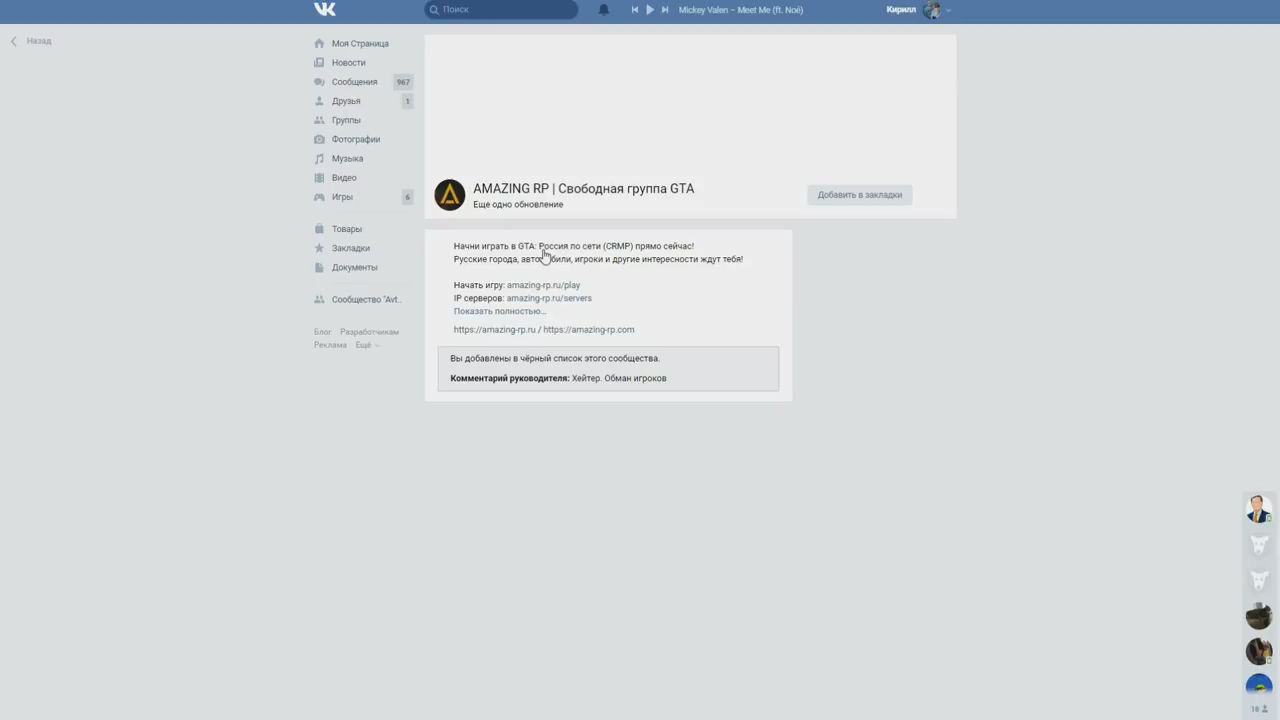 Поиск
Mickey Valen – Meet Me (ft. Noé)
Кирилл
Назад
Моя Страница
Новости
Сообщения 967
Друзья 1
Группы
Фотографии
Музыка
Видео
Игры 6
Товары
Закладки
Документы
Сообщество "Avt..
Блог Разработчикам
Реклама Ещё
AMAZING RP | Свободная группа GTA
Еще одно обновление
Добавить в закладки
Начни играть в GTA: Россия по сети (CRMP) прямо сейчас!
Русские города, автомобили, игроки и другие интересности ждут тебя!
Начать игру: amazing-rp.ru/play
IP серверов: amazing-rp.ru/servers
Показать полностью...
https://amazing-rp.ru / https://amazing-rp.com
Вы добавлены в чёрный список этого сообщества.
Комментарий руководителя: Хейтер. Обман игроков
18